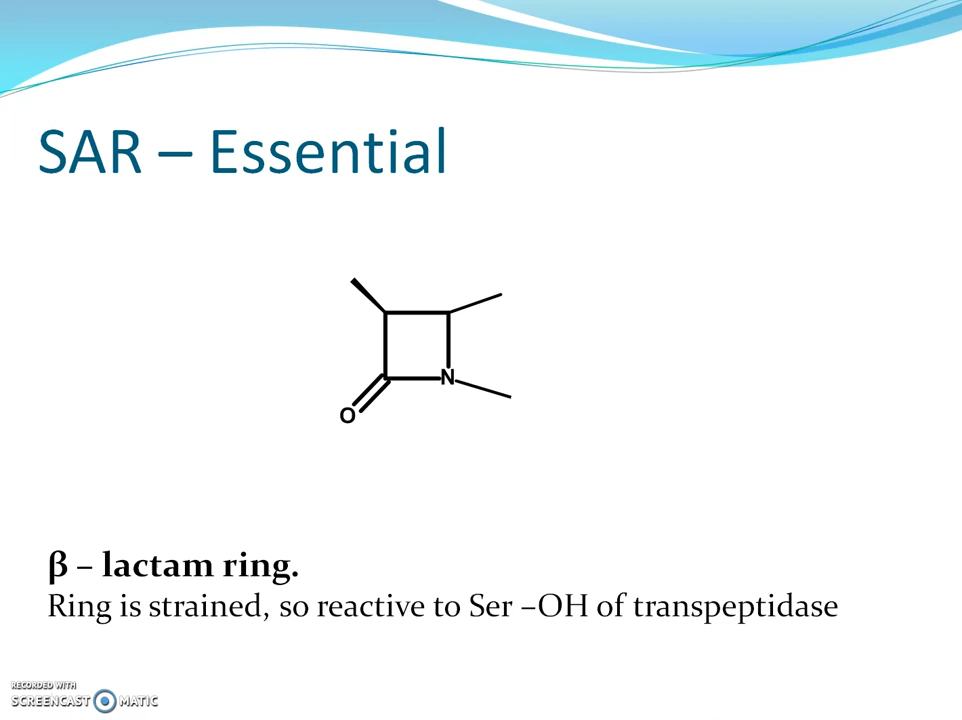 SAR – Essential
N
O
β – lactam ring.
Ring is strained, so reactive to Ser –OH of transpeptidase
RECORDED WITH
SCREENCAST MATIC